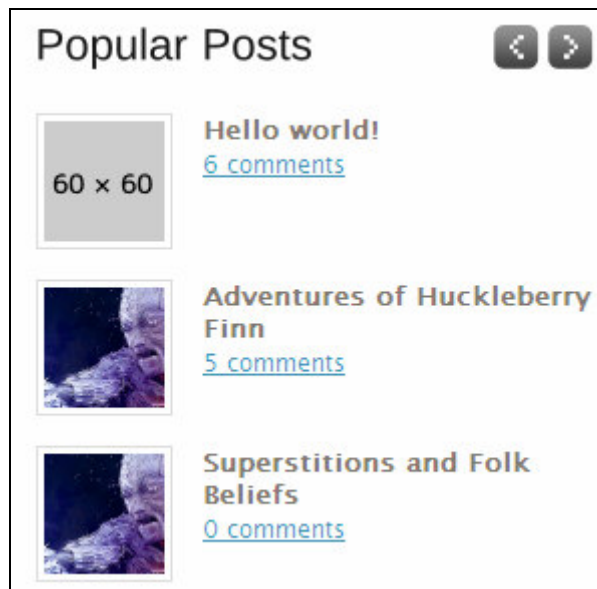 Popular Posts
Hello world!
6 comments
60 × 60
Adventures of Huckleberry
Finn
5 comments
Superstitions and Folk
Beliefs
0 comments